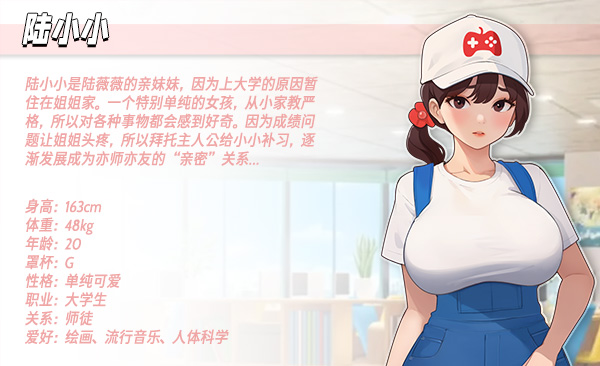 陆小小
陆小小是陆薇薇的亲妹妹，因为上大学的原因暂
住在姐姐家。一个特别单纯的女孩，从小家教严
格，所以对各种事物都会感到好奇。因为成绩问
题让姐姐头疼，所以拜托主人公给小小补习，逐
渐发展成为亦师亦友的“亲密”关系...
身高：163cm
体重：48kg
年龄：20
罩杯：G
性格：单纯可爱
职业：大学生
关系：师徒
爱好：绘画、流行音乐、人体科学